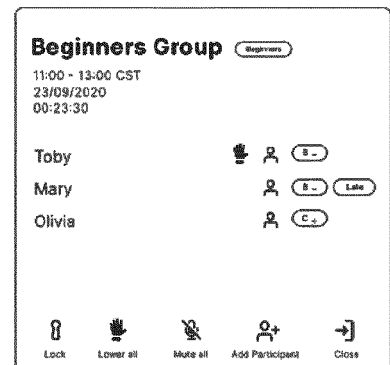 Beginners Group Beginners
11:00 - 13:00 CST
23/09/2020
00:23:30
Toby B -
Mary B - Late
Olivia C +
Lock Lower all Mute all Add Participant Close